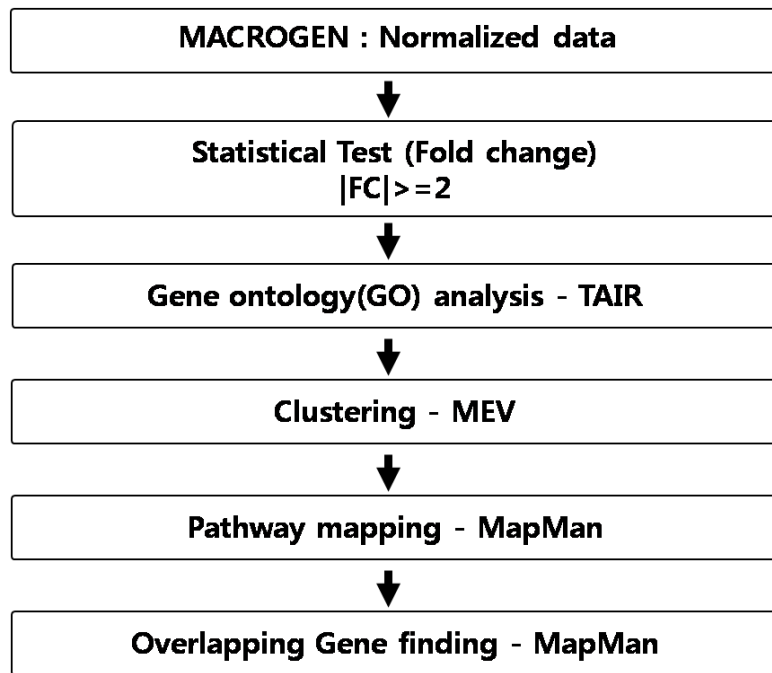 MACROGEN : Normalized data
Statistical Test (Fold change)
|FC|>=2
Gene ontology(GO) analysis - TAIR
Clustering - MEV
Pathway mapping - MapMan
Overlapping Gene finding - MapMan